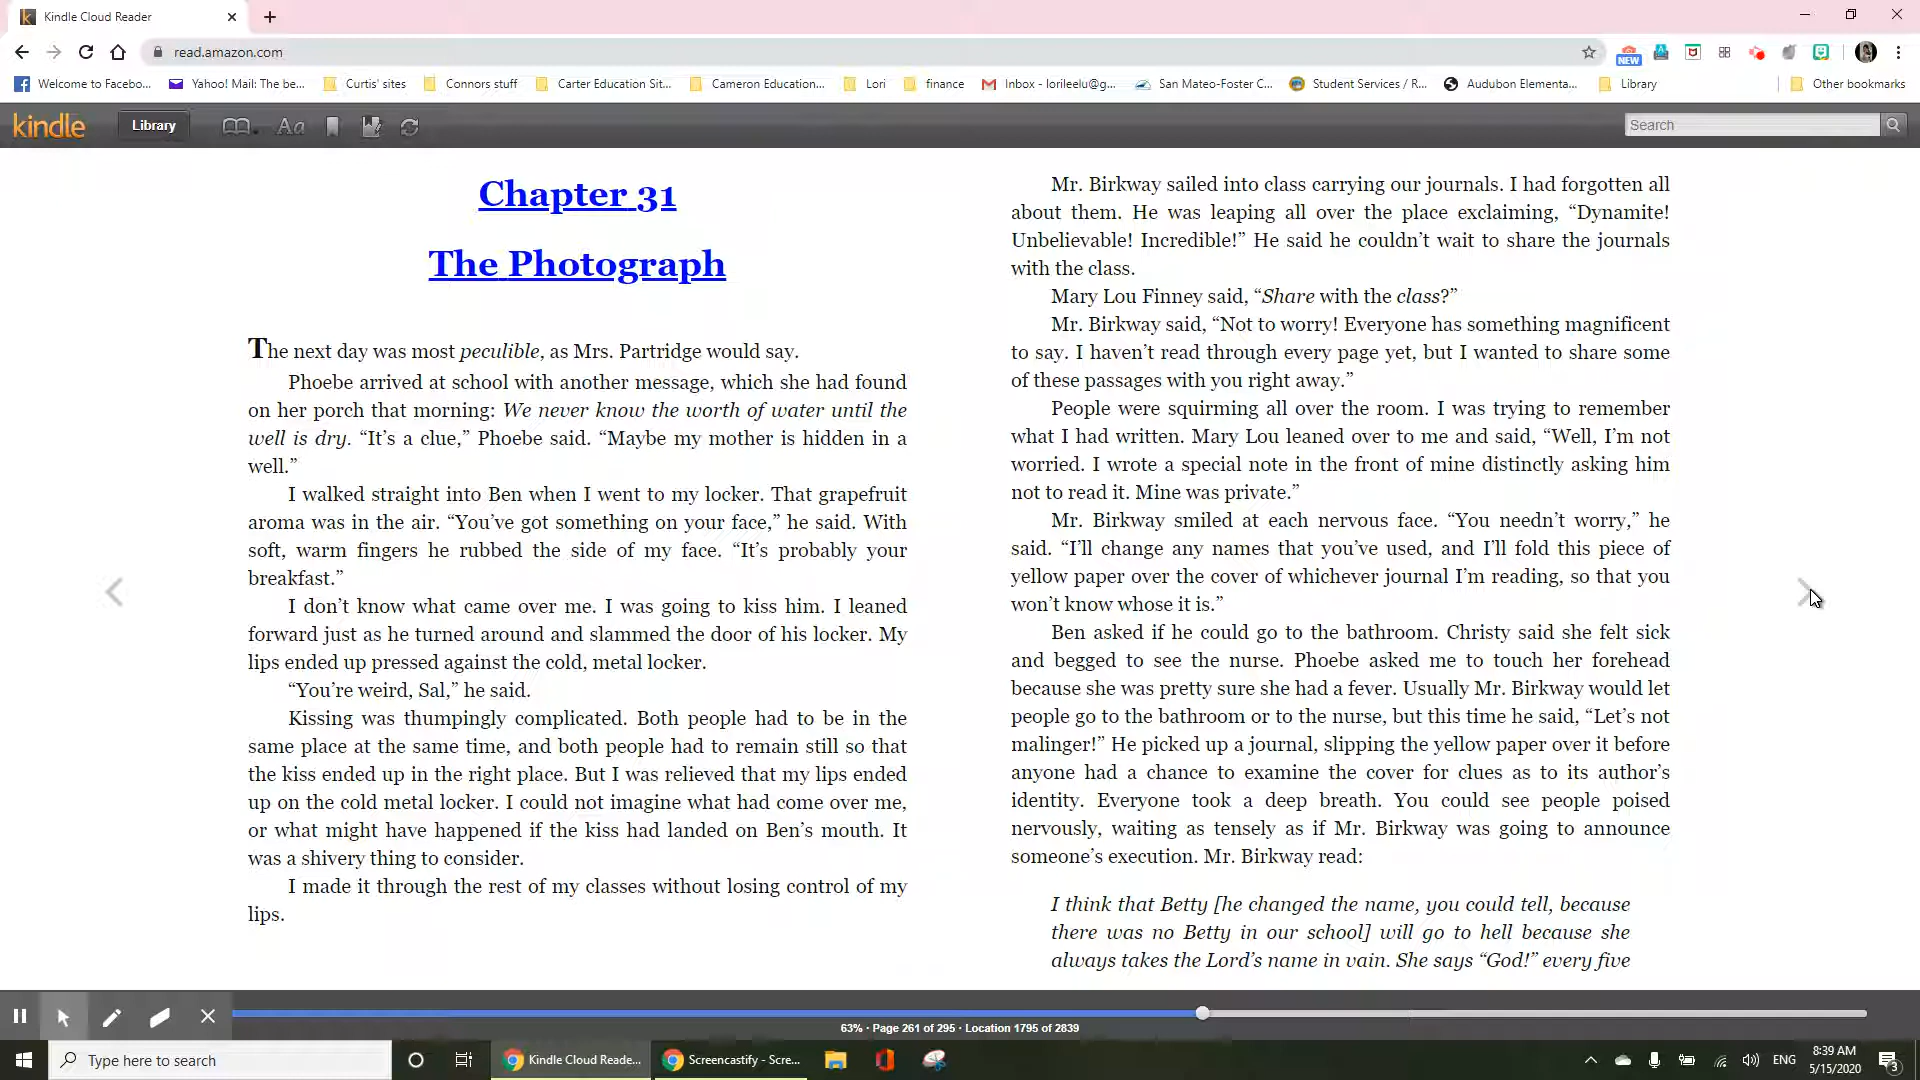 Kindle Cloud Reader
read.amazon.com
NEW
Welcome to Facebo...
Yahoo! Mail: The be...
Curtis' sites
Connors stuff
Carter Education Sit...
Cameron Education...
Lori
finance
Inbox - lorileelu@g...
San Mateo-Foster C...
Student Services / R...
Audubon Elementa...
Library
Other bookmarks
kindle
Library
Aa
Search
Chapter 31
The Photograph
The next day was most peculible, as Mrs. Partridge would say.
Phoebe arrived at school with another message, which she had found
on her porch that morning: We never know the worth of water until the
well is dry. “It’s a clue,” Phoebe said. “Maybe my mother is hidden in a
well.”
I walked straight into Ben when I went to my locker. That grapefruit
aroma was in the air. “You’ve got something on your face,” he said. With
soft, warm fingers he rubbed the side of my face. “It’s probably your
breakfast.”
I don’t know what came over me. I was going to kiss him. I leaned
forward just as he turned around and slammed the door of his locker. My
lips ended up pressed against the cold, metal locker.
“You’re weird, Sal,” he said.
Kissing was thumpingly complicated. Both people had to be in the
same place at the same time, and both people had to remain still so that
the kiss ended up in the right place. But I was relieved that my lips ended
up on the cold metal locker. I could not imagine what had come over me,
or what might have happened if the kiss had landed on Ben’s mouth. It
was a shivery thing to consider.
I made it through the rest of my classes without losing control of my
lips.
Mr. Birkway sailed into class carrying our journals. I had forgotten all
about them. He was leaping all over the place exclaiming, “Dynamite!
Unbelievable! Incredible!” He said he couldn’t wait to share the journals
with the class.
Mary Lou Finney said, “Share with the class?”
Mr. Birkway said, “Not to worry! Everyone has something magnificent
to say. I haven’t read through every page yet, but I wanted to share some
of these passages with you right away.”
People were squirming all over the room. I was trying to remember
what I had written. Mary Lou leaned over to me and said, “Well, I’m not
worried. I wrote a special note in the front of mine distinctly asking him
not to read it. Mine was private.”
Mr. Birkway smiled at each nervous face. “You needn’t worry,” he
said. “I’ll change any names that you’ve used, and I’ll fold this piece of
yellow paper over the cover of whichever journal I’m reading, so that you
won’t know whose it is.”
Ben asked if he could go to the bathroom. Christy said she felt sick
and begged to see the nurse. Phoebe asked me to touch her forehead
because she was pretty sure she had a fever. Usually Mr. Birkway would let
people go to the bathroom or to the nurse, but this time he said, “Let’s not
malinger!” He picked up a journal, slipping the yellow paper over it before
anyone had a chance to examine the cover for clues as to its author’s
identity. Everyone took a deep breath. You could see people poised
nervously, waiting as tensely as if Mr. Birkway was going to announce
someone’s execution. Mr. Birkway read:
I think that Betty [he changed the name, you could tell, because
there was no Betty in our school] will go to hell because she
always takes the Lord’s name in vain. She says “God!” every five
63% · Page 261 of 295 · Location 1795 of 2839
Type here to search
Kindle Cloud Reade...
Screencastify - Scre...
ENG
8:39 AM
5/15/2020
3